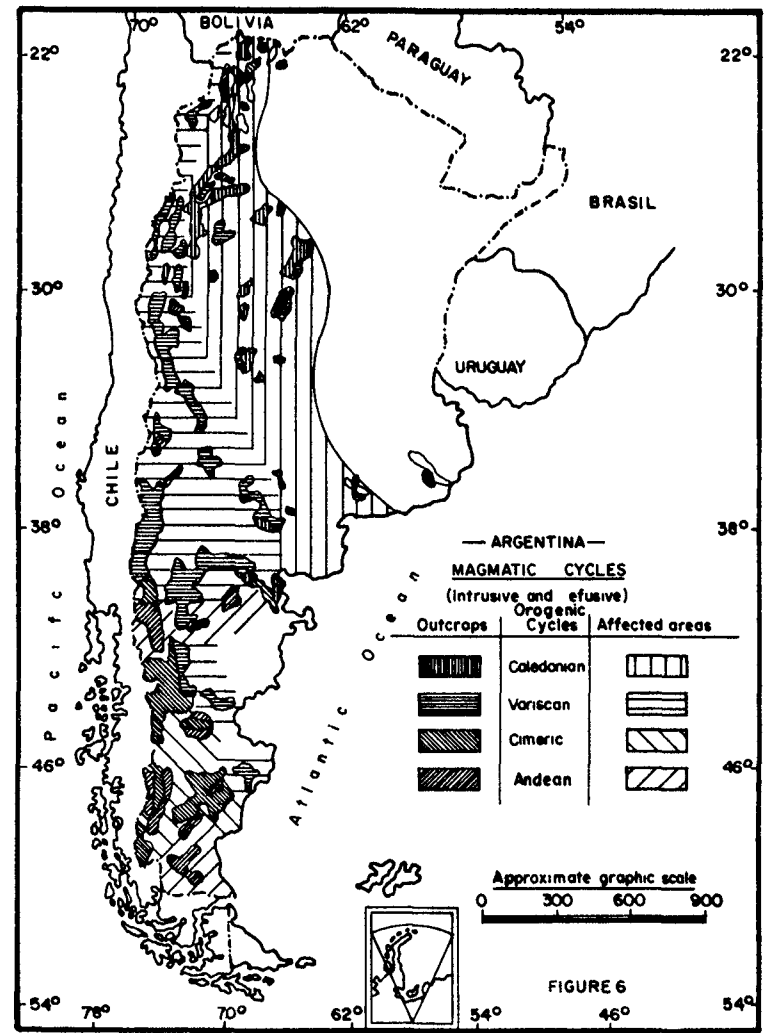 70° BOLIVIA 62° 54°
22° 22°
PARAGUAY
BRASIL
30° 30°
URUGUAY
Pacific Ocean
CHILE
38° 38°
— ARGENTINA —
MAGMATIC CYCLES
(Intrusive and efusive)
Outcrops Orogenic Cycles Affected areas
Caledonian
Variscan
Cimeric
Andean
Atlantic Ocean
46° 46°
Approximate graphic scale
0 300 600 900
FIGURE 6
54° 54°
78° 70° 62° 54° 46°